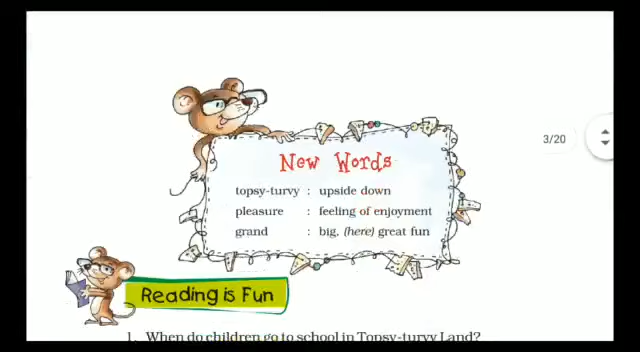 3/20
New Words
topsy-turvy : upside down
pleasure : feeling of enjoyment
grand : big, (here) great fun
Reading is Fun
1. When do children go to school in Topsy-turvy Land?